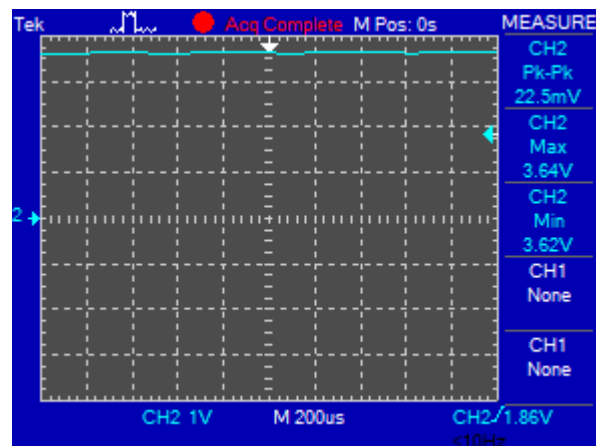 Tek Acq Complete M Pos: 0s MEASURE
CH2
Pk-Pk
22.5mV
CH2
Max
3.64V
2
CH2
Min
3.62V
CH1
None
CH1
None
CH2 1V M 200us CH2 1.86V
<10Hz